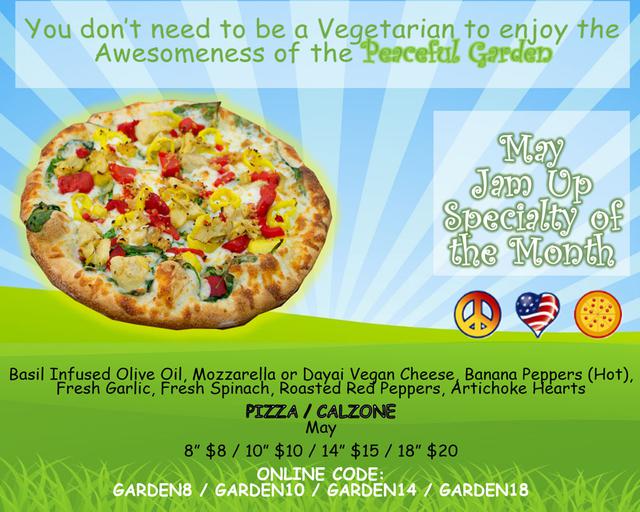 You don't need to be a Vegetarian to enjoy the
Awesomeness of the Peaceful Garden
May
Jam Up
Specialty of
the Month
Basil Infused Olive Oil, Mozzarella or Dayai Vegan Cheese, Banana Peppers (Hot),
Fresh Garlic, Fresh Spinach, Roasted Red Peppers, Artichoke Hearts
PIZZA / CALZONE
May
8" $8 / 10" $10 / 14" $15 / 18" $20
ONLINE CODE:
GARDEN8 / GARDEN10 / GARDEN14 / GARDEN18